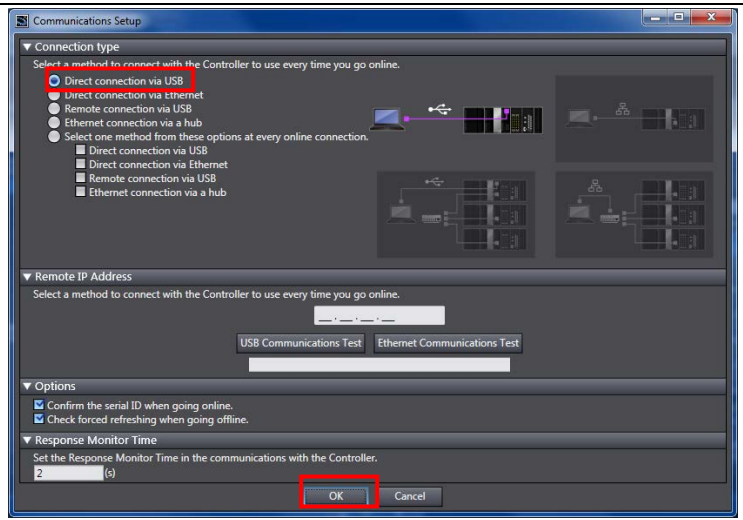 Communications Setup
▼ Connection type
Select a method to connect with the Controller to use every time you go online.
Direct connection via USB
Direct connection via Ethernet
Remote connection via USB
Ethernet connection via a hub
Select one method from these options at every online connection.
Direct connection via USB
Direct connection via Ethernet
Remote connection via USB
Ethernet connection via a hub
▼ Remote IP Address
Select a method to connect with the Controller to use every time you go online.
__.__.__.__
USB Communications Test Ethernet Communications Test
▼ Options
Confirm the serial ID when going online.
Check forced refreshing when going offline.
▼ Response Monitor Time
Set the Response Monitor Time in the communications with the Controller.
2 (s)
OK Cancel